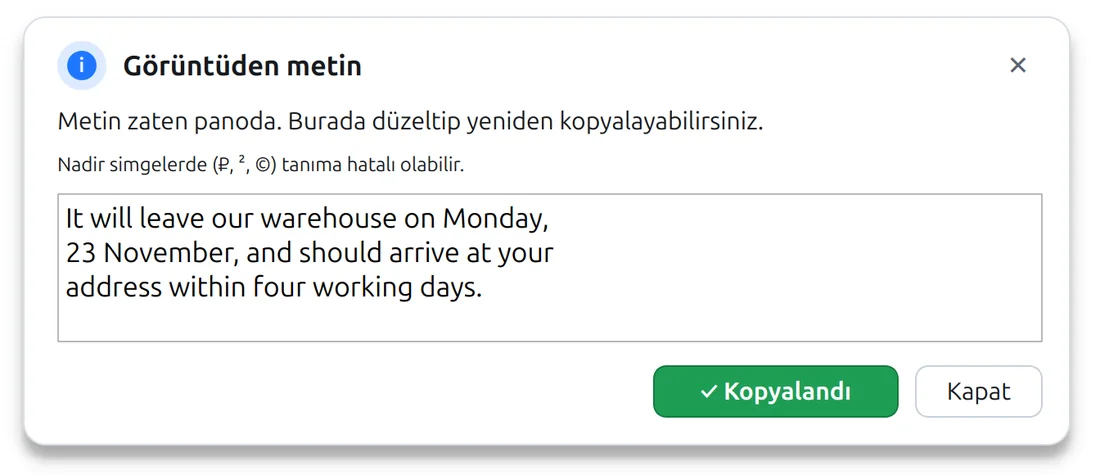 Görüntüden metin
Metin zaten panoda. Burada düzeltip yeniden kopyalayabilirsiniz.
Nadir simgelerde (₽, ², ©) tanıma hatalı olabilir.
It will leave our warehouse on Monday,
23 November, and should arrive at your
address within four working days.
✓ Kopyalandı
Kapat